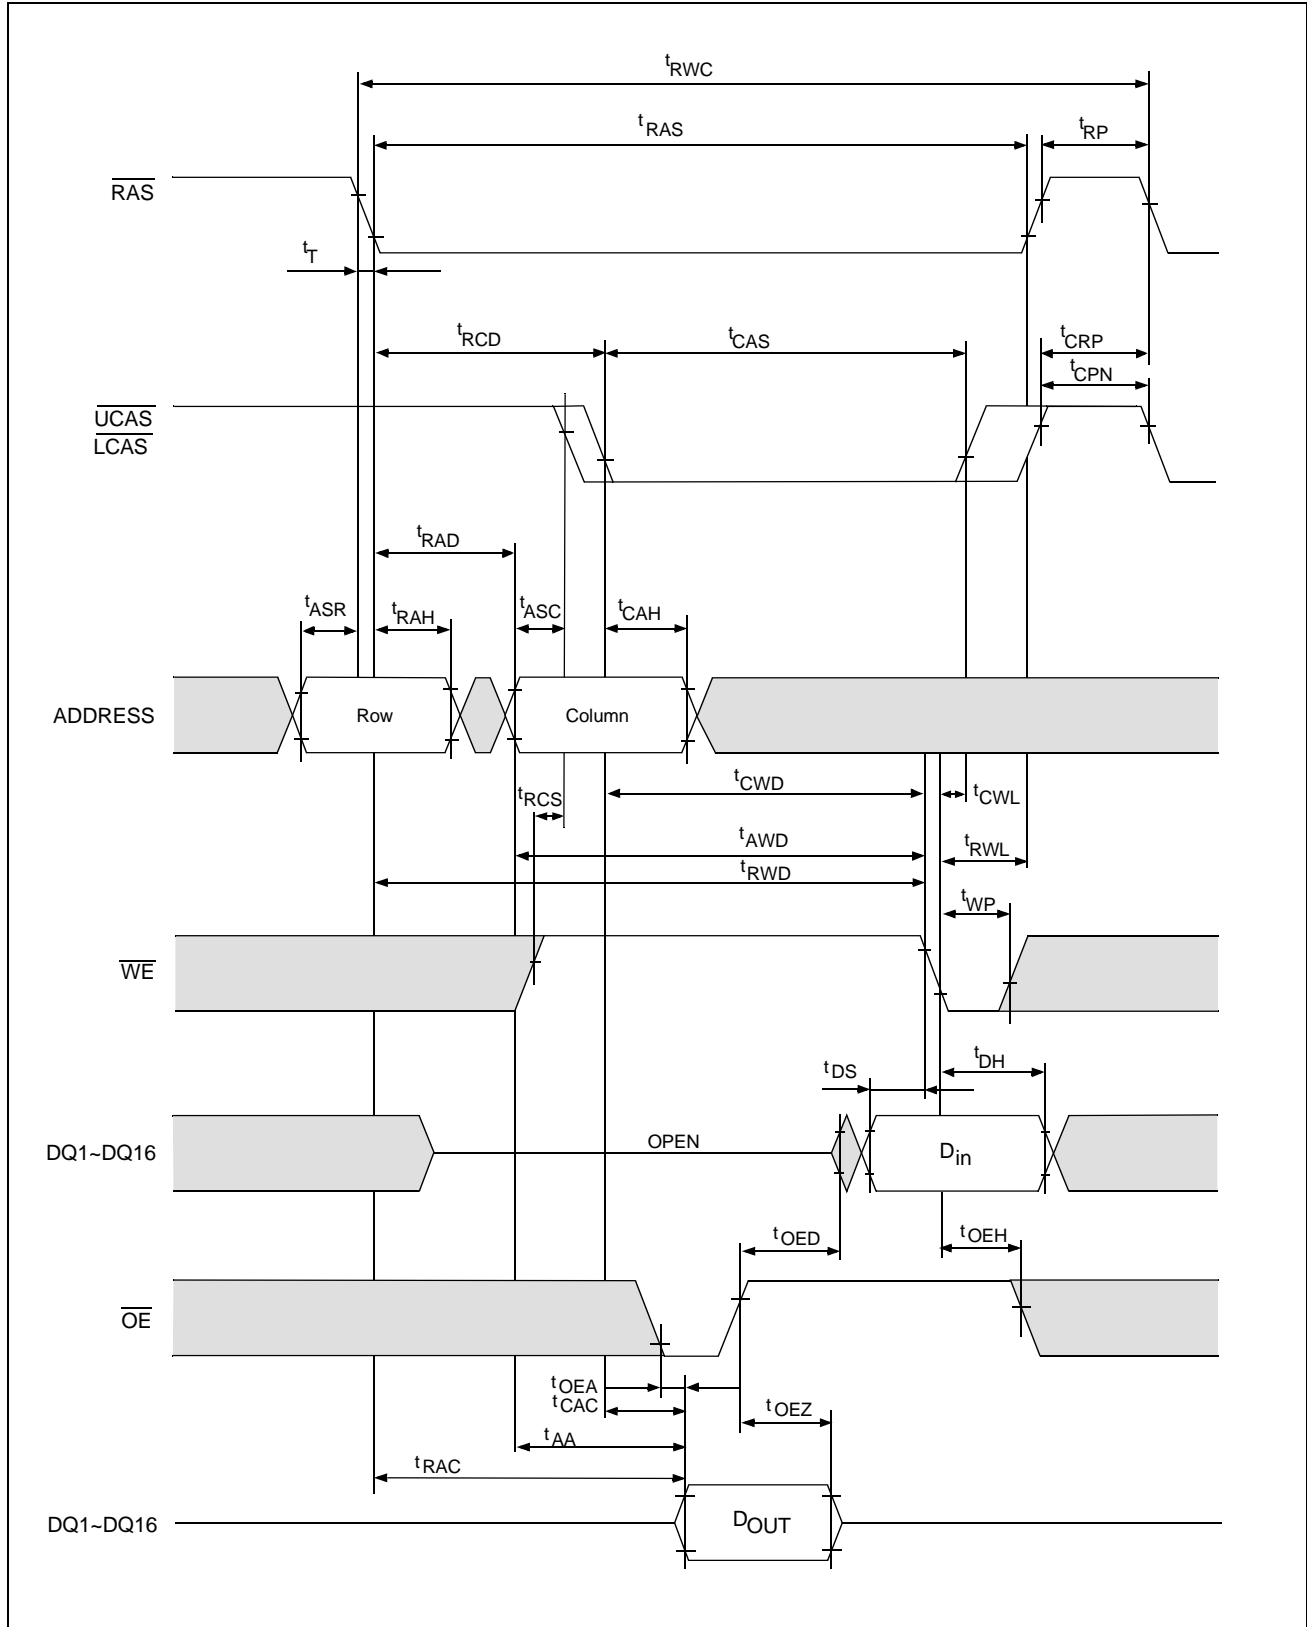 tRWC
tRAS
tRP
RAS
tT
tRCD
tCAS
tCRP
tCPN
UCAS
LCAS
tRAD
tASR
tRAH
tASC
tCAH
ADDRESS
Row
Column
tCWD
tRCS
tCWL
tAWD
tRWL
tRWD
tWP
WE
tDS
tDH
DQ1~DQ16
OPEN
Din
tOED
tOEH
OE
tOEA
tCAC
tOEZ
tAA
tRAC
DQ1~DQ16
DOUT